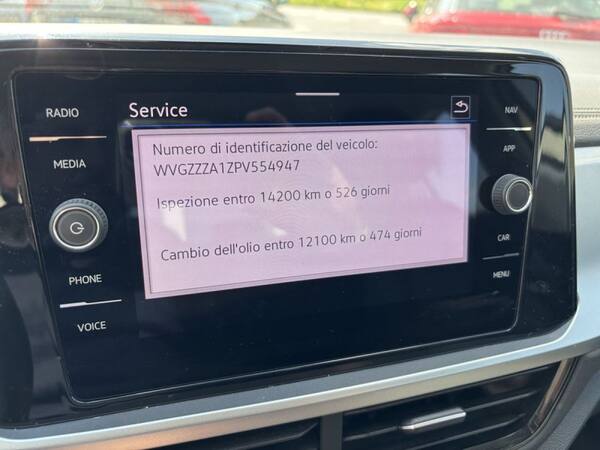 RADIO
MEDIA
PHONE
VOICE
Service
Numero di identificazione del veicolo:
WVGZZZA1ZPV554947
Ispezione entro 14200 km o 526 giorni
Cambio dell'olio entro 12100 km o 474 giorni
NAV
APP
CAR
MENU